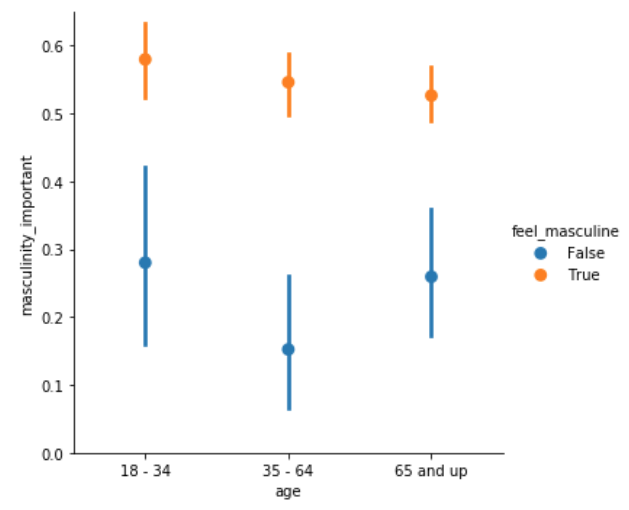 masculinity_important
0.6
0.5
0.4
0.3
0.2
0.1
0.0
18 - 34 35 - 64 65 and up
age
feel_masculine
False
True